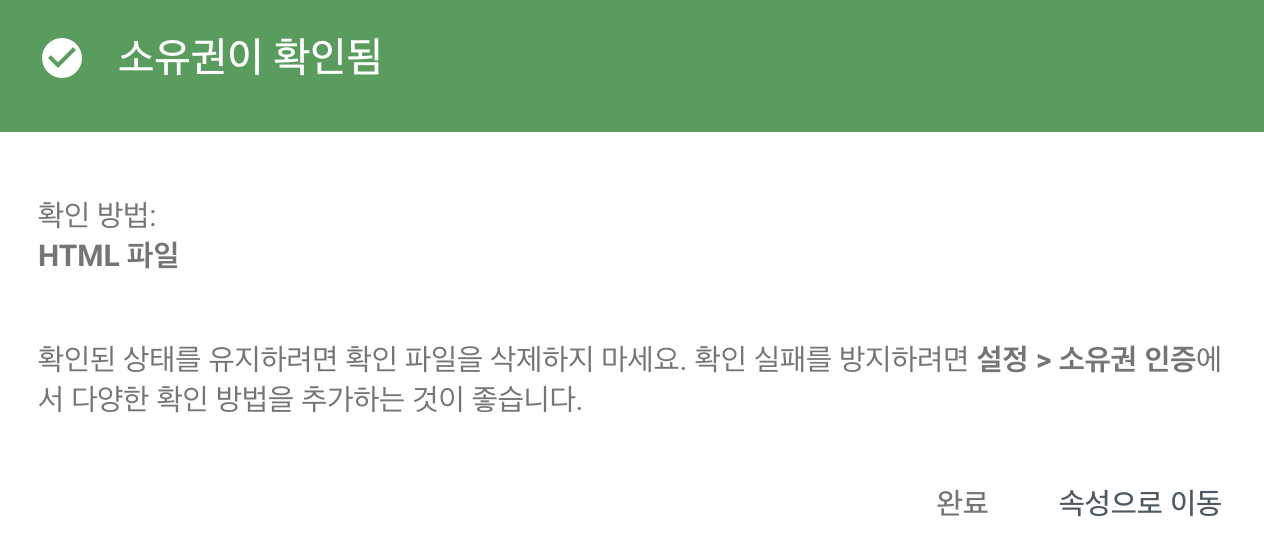 소유권이 확인됨
확인 방법:
HTML 파일
확인된 상태를 유지하려면 확인 파일을 삭제하지 마세요. 확인 실패를 방지하려면 설정 > 소유권 인증에
서 다양한 확인 방법을 추가하는 것이 좋습니다.
완료 속성으로 이동